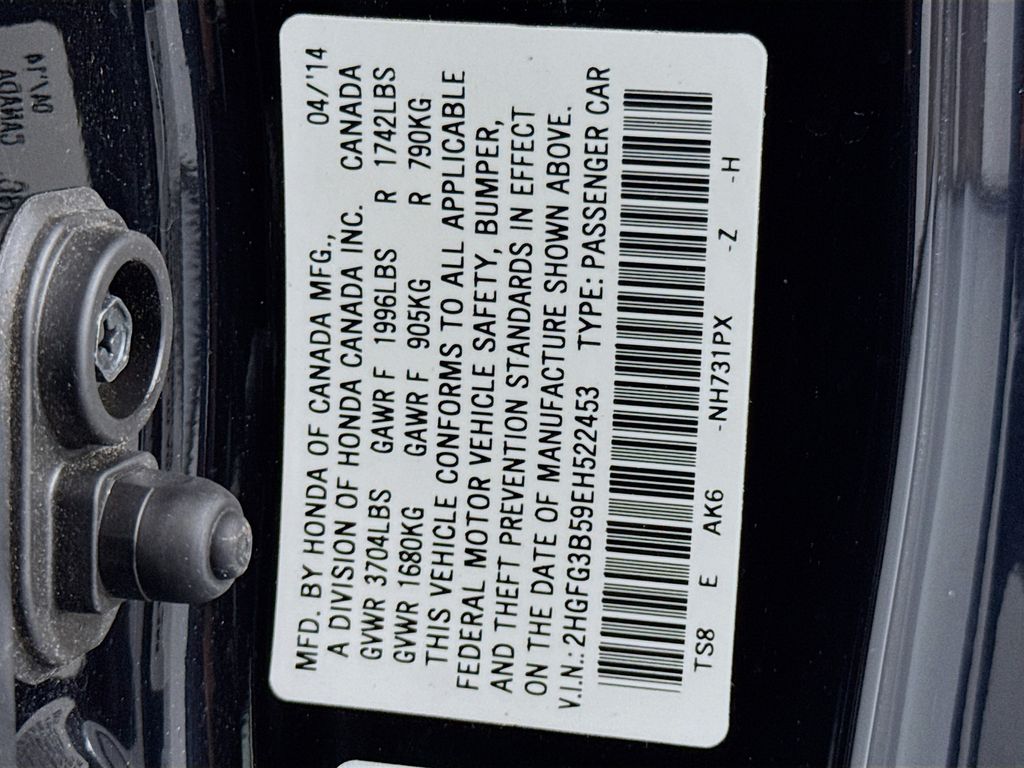 MFD. BY HONDA OF CANADA MFG., 04/'14
A DIVISION OF HONDA CANADA INC. CANADA
GVWR 3704LBS GAWR F 1996LBS R 1742LBS
GVWR 1680KG GAWR F 905KG R 790KG
THIS VEHICLE CONFORMS TO ALL APPLICABLE
FEDERAL MOTOR VEHICLE SAFETY, BUMPER,
AND THEFT PREVENTION STANDARDS IN EFFECT
ON THE DATE OF MANUFACTURE SHOWN ABOVE.
V.I.N.: 2HGFG3B59EH522453 TYPE: PASSENGER CAR
TS8 E AK6 -NH731PX -Z -H